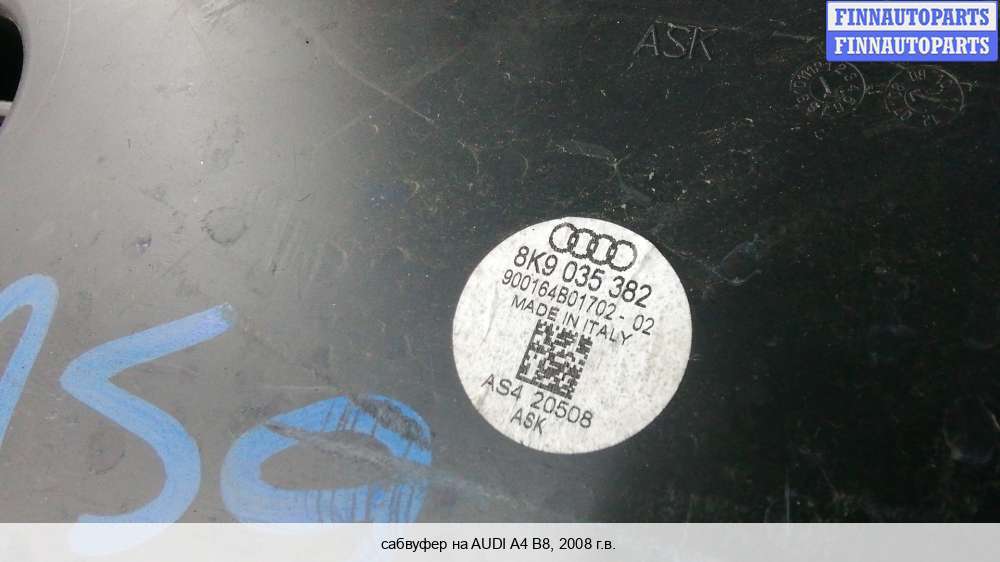 FINNAUTOPARTS
FINNAUTOPARTS
ASK
8K9 035 382
900164B01702 - 02
MADE IN ITALY
AS4 20508
ASK
150
сабвуфер на AUDI A4 B8, 2008 г.в.